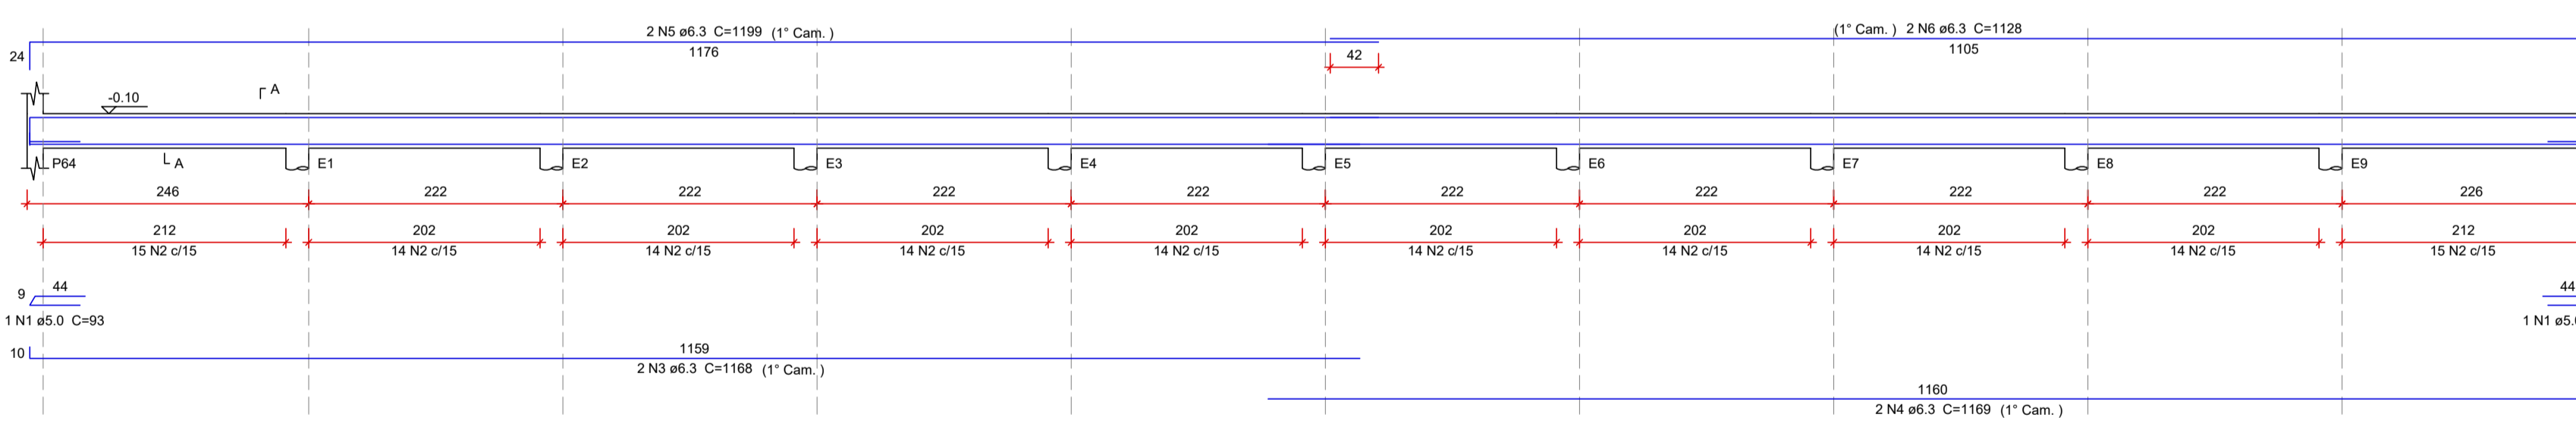 2 N5 ø6.3 C=1199 (1° Cam. )
(1° Cam. ) 2 N6 ø6.3 C=1128
24
1176
42
1105
-0.10
A
A
P64
E1
E2
E3
E4
E5
E6
E7
E8
E9
246
222
222
222
222
222
222
222
222
226
212
202
202
202
202
202
202
202
202
212
15 N2 c/15
14 N2 c/15
14 N2 c/15
14 N2 c/15
14 N2 c/15
14 N2 c/15
14 N2 c/15
14 N2 c/15
14 N2 c/15
15 N2 c/15
9
44
44
1 N1 ø5.0 C=93
1 N1 ø5.
10
1159
2 N3 ø6.3 C=1168 (1° Cam. )
1160
2 N4 ø6.3 C=1169 (1° Cam. )